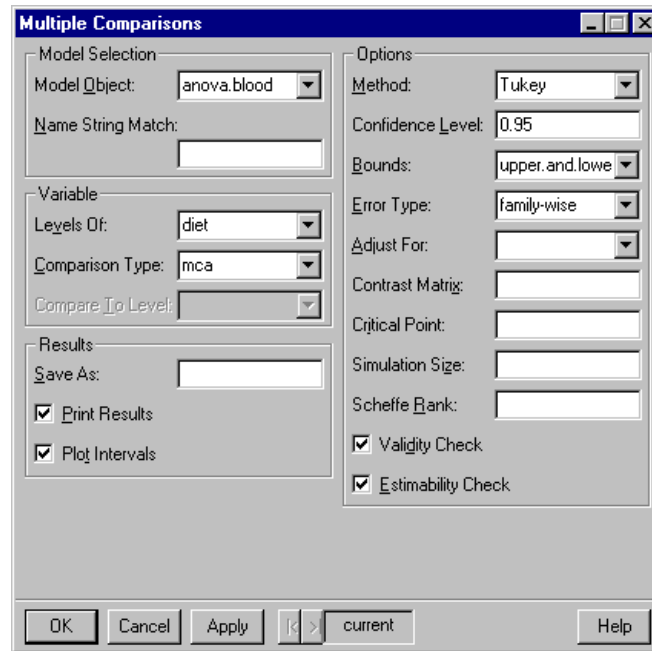 Multiple Comparisons
Model Selection
Model Object: anova.blood
Name String Match:
Variable
Levels Of: diet
Comparison Type: mca
Compare To Level:
Results
Save As:
Print Results
Plot Intervals
Options
Method: Tukey
Confidence Level: 0.95
Bounds: upper.and.lowe
Error Type: family-wise
Adjust For:
Contrast Matrix:
Critical Point:
Simulation Size:
Scheffe Rank:
Validity Check
Estimability Check
OK Cancel Apply current Help